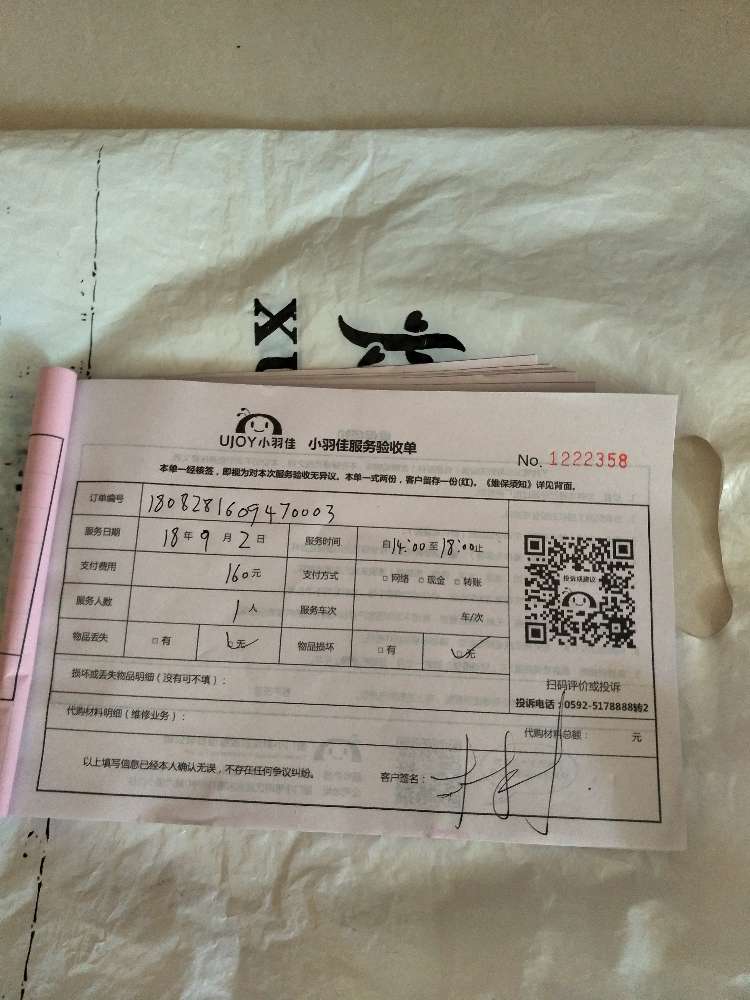 UJOY小羽佳 小羽佳服务验收单
No. 1222358
本单一经核签，即视为对本次服务验收无异议。本单一式两份，客户留存一份(红)。《维保须知》详见背面。
订单编号 1808281609470003
服务日期 18年9月2日 服务时间 自14:00至18:00止
支付费用 160元 支付方式 □网络 □现金 □转账
服务人数 1人 服务车次 车/次
物品丢失 □有 □无 物品损坏 □有 □无
投诉或建议
扫码评价或投诉
投诉电话：0592-5178888转2
损坏或丢失物品明细（没有可不填）：
代购材料明细（维修业务）： 代购材料总额： 元
以上填写信息已经本人确认无误，不存在任何争议纠纷。 客户签名：